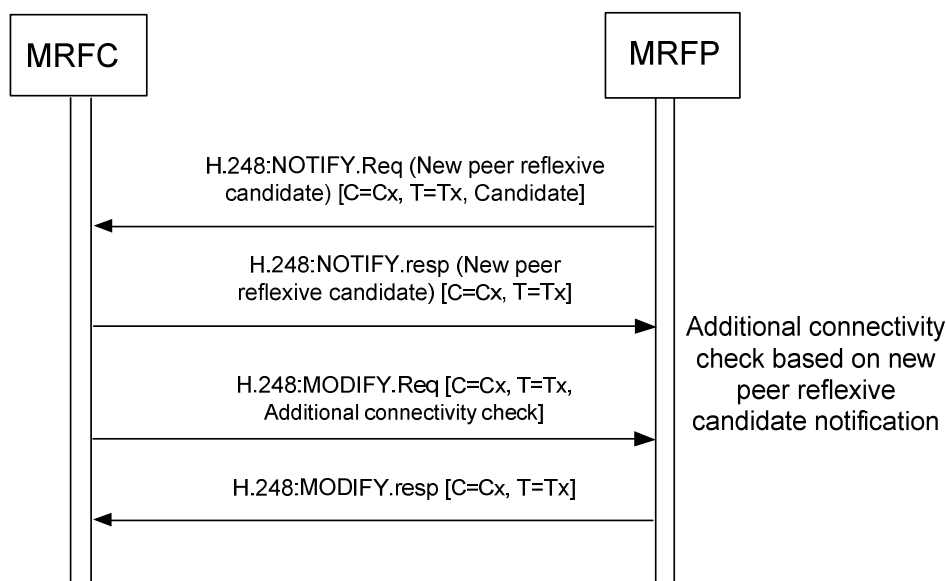 MRFC
MRFP
H.248:NOTIFY.Req (New peer reflexive
candidate) [C=Cx, T=Tx, Candidate]
H.248:NOTIFY.resp (New peer
reflexive candidate) [C=Cx, T=Tx]
Additional connectivity
check based on new
peer reflexive
candidate notification
H.248:MODIFY.Req [C=Cx, T=Tx,
Additional connectivity check]
H.248:MODIFY.resp [C=Cx, T=Tx]